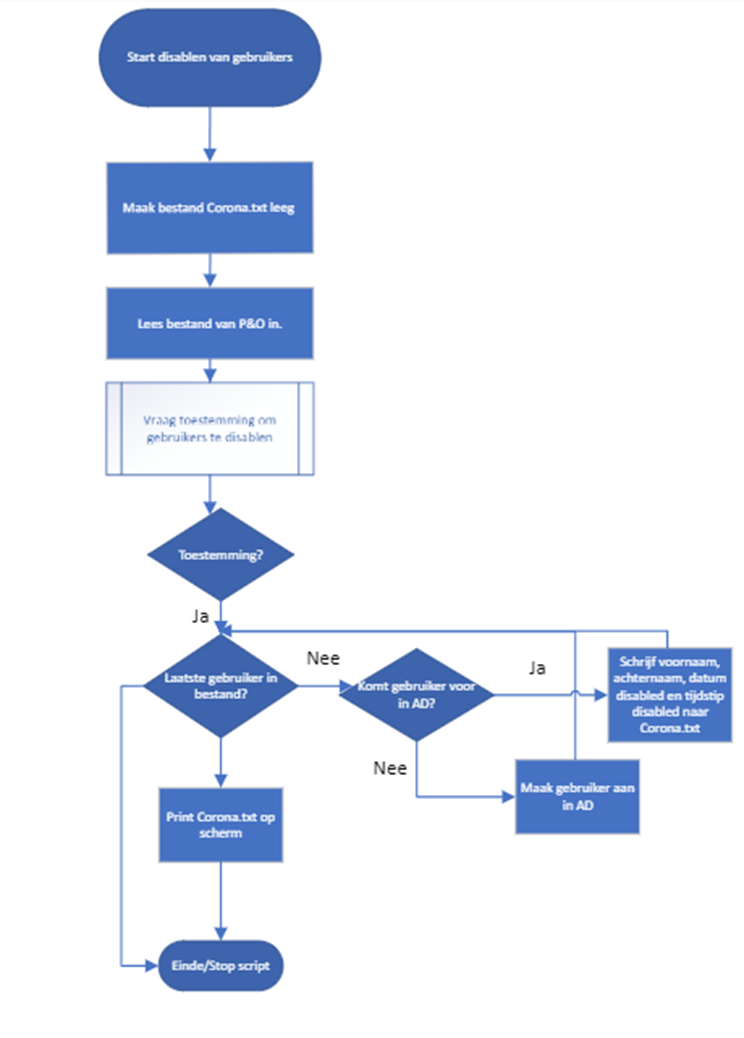 Start disablen van gebruikers
Maak bestand Corona.txt leeg
Lees bestand van P&O in.
Vraag toestemming om
gebruikers te disablen
Toestemming?
Ja
Laatste gebruiker in
bestand?
Nee
Komt gebruiker voor
in AD?
Ja
Schrijf voornaam,
achternaam, datum
disabled en tijdstip
disabled naar
Corona.txt
Nee
Maak gebruiker aan
in AD
Print Corona.txt op
scherm
Einde/Stop script